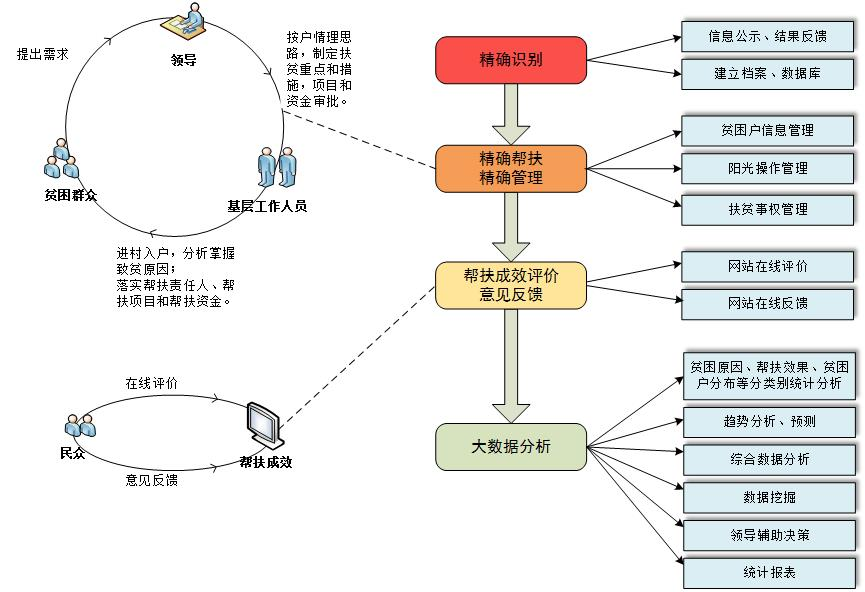 提出需求
领导
按户情理思
路，制定扶
贫重点和措
施，项目和
资金审批。
贫困群众
基层工作人员
进村入户，分析掌握
致贫原因；
落实帮扶责任人、帮
扶项目和帮扶资金。
在线评价
民众
帮扶成效
意见反馈
精确识别
信息公示、结果反馈
建立档案、数据库
精确帮扶
精确管理
贫困户信息管理
阳光操作管理
扶贫事权管理
帮扶成效评价
意见反馈
网站在线评价
网站在线反馈
大数据分析
贫困原因、帮扶效果、贫困
户分布等分类别统计分析
趋势分析、预测
综合数据分析
数据挖掘
领导辅助决策
统计报表